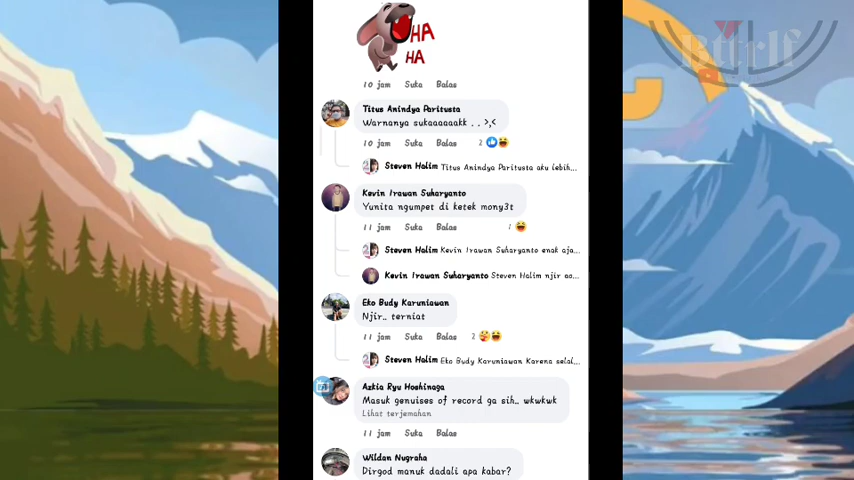 HA
HA
10 jam Suka Balas
Titus Anindya Paritusta
Warnanya sukaaaaaakk . . >,<
10 jam Suka Balas 2
Steven Halim Titus Anindya Paritusta aku lebih...
Kevin Irawan Suharyanto
Yunita ngumpet di ketek mony3t
11 jam Suka Balas 1
Steven Halim Kevin Irawan Suharyanto enak aja...
Kevin Irawan Suharyanto Steven Halim njir ao...
Eko Budy Karuniawan
Njir.. terniat
11 jam Suka Balas 2
Steven Halim Eko Budy Karuniawan Karena selal...
Azkia Ryu Hoshinaga
Masuk genuises of record ga sih.. wkwkwk
Lihat terjemahan
11 jam Suka Balas
Wildan Nugraha
Dirgod manuk dadali apa kabar?